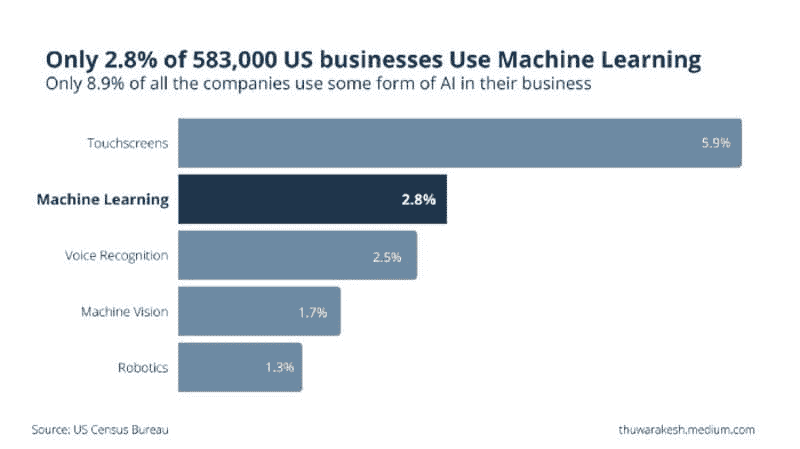 Only 2.8% of 583,000 US businesses Use Machine Learning
Only 8.9% of all the companies use some form of AI in their business
Touchscreens 5.9%
Machine Learning 2.8%
Voice Recognition 2.5%
Machine Vision 1.7%
Robotics 1.3%
Source: US Census Bureau thuwarakesh.medium.com